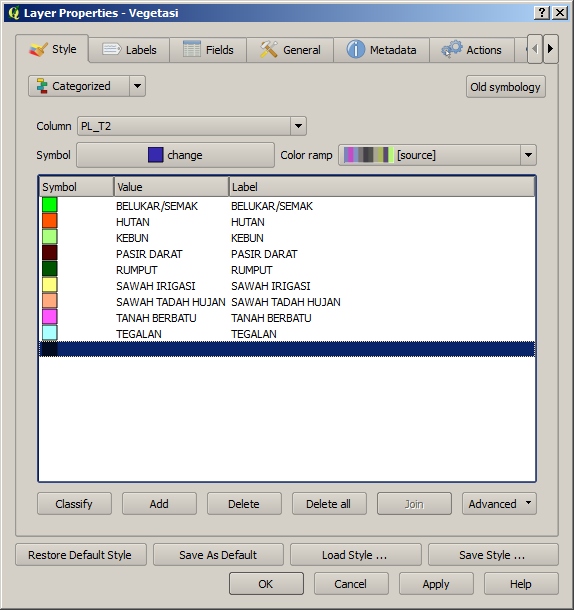 Layer Properties - Vegetasi
Style Labels Fields General Metadata Actions
Categorized Old symbology
Column PL_T2
Symbol change Color ramp [source]
Symbol Value Label
BELUKAR/SEMAK BELUKAR/SEMAK
HUTAN HUTAN
KEBUN KEBUN
PASIR DARAT PASIR DARAT
RUMPUT RUMPUT
SAWAH IRIGASI SAWAH IRIGASI
SAWAH TADAH HUJAN SAWAH TADAH HUJAN
TANAH BERBATU TANAH BERBATU
TEGALAN TEGALAN
Classify Add Delete Delete all Join Advanced
Restore Default Style Save As Default Load Style ... Save Style ...
OK Cancel Apply Help